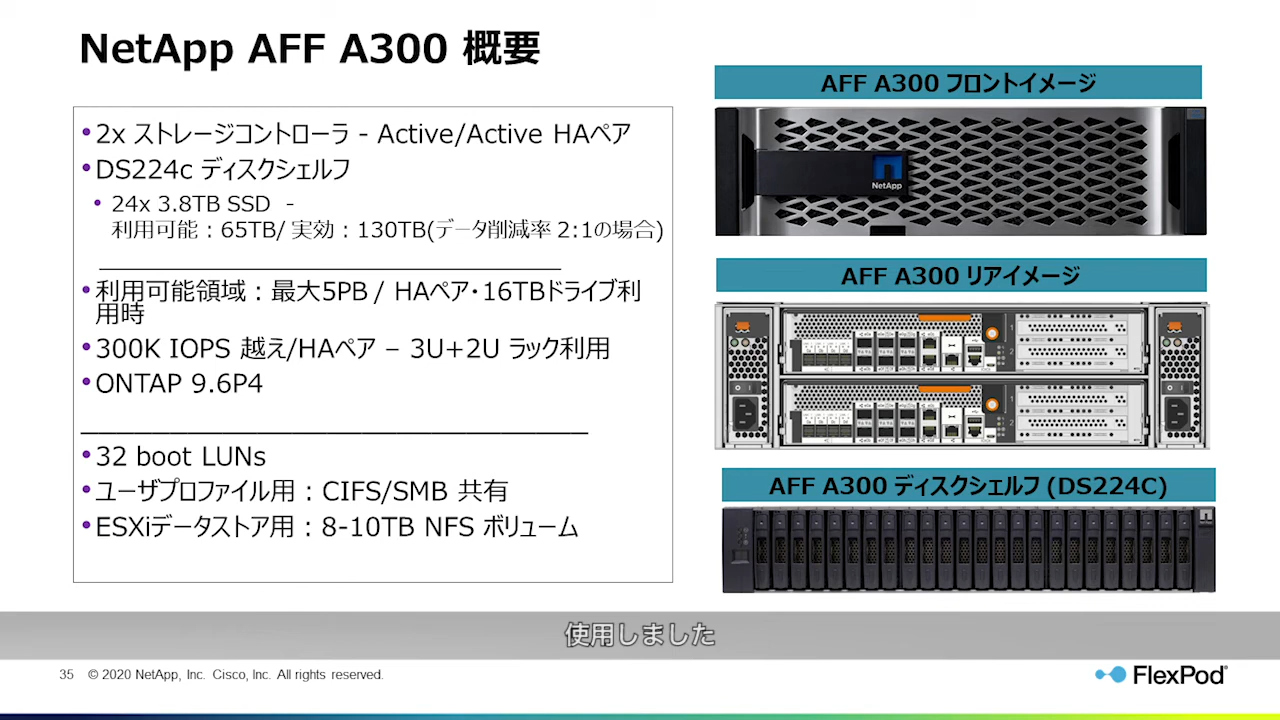 NetApp AFF A300 概要
•2x ストレージコントローラ - Active/Active HAペア
•DS224c ディスクシェルフ
• 24x 3.8TB SSD -
利用可能 : 65TB/ 実効 : 130TB(データ削減率 2:1の場合)
•利用可能領域 : 最大5PB / HAペア・16TBドライブ利
用時
•300K IOPS 越え/HAペア – 3U+2U ラック利用
•ONTAP 9.6P4
•32 boot LUNs
•ユーザプロファイル用 : CIFS/SMB 共有
•ESXiデータストア用 : 8-10TB NFS ボリューム
AFF A300 フロントイメージ
NetApp
AFF A300 リアイメージ
AFF A300 ディスクシェルフ (DS224C)
使用しました
35 © 2020 NetApp, Inc. Cisco, Inc. All rights reserved.
FlexPod